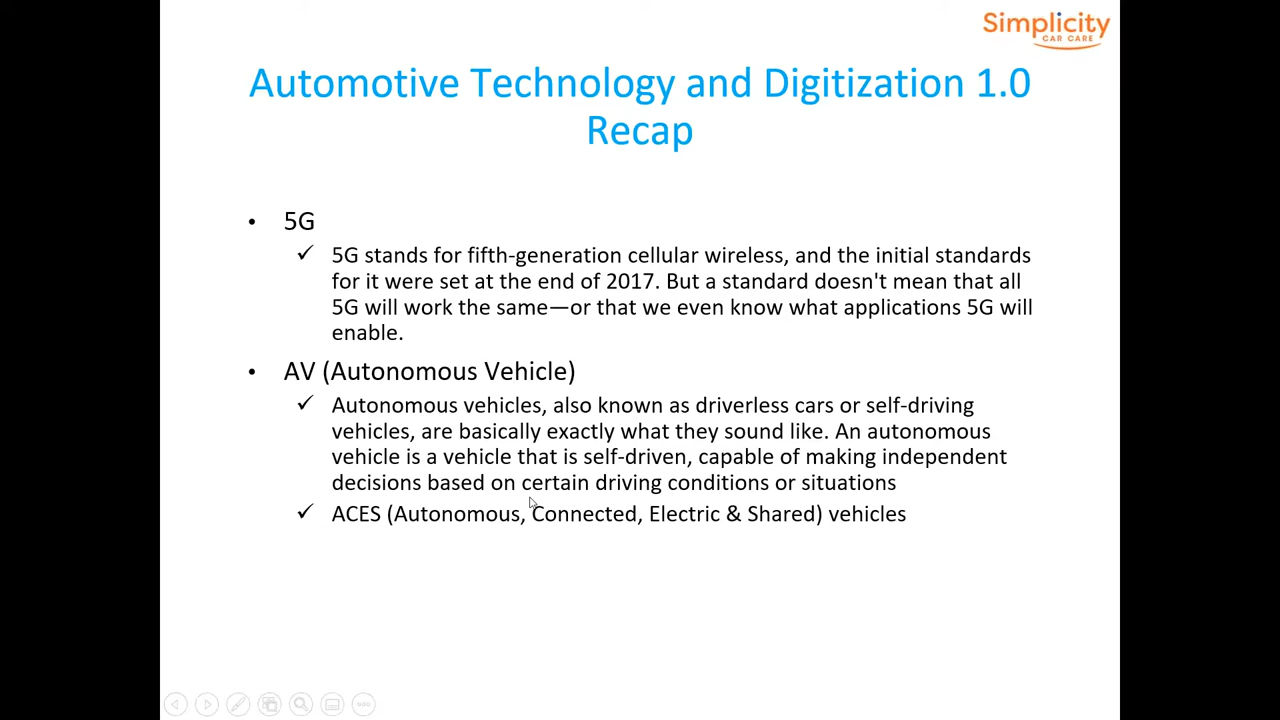 Simplicity
CAR CARE
Automotive Technology and Digitization 1.0
Recap
• 5G
✓ 5G stands for fifth-generation cellular wireless, and the initial standards
for it were set at the end of 2017. But a standard doesn't mean that all
5G will work the same—or that we even know what applications 5G will
enable.
• AV (Autonomous Vehicle)
✓ Autonomous vehicles, also known as driverless cars or self-driving
vehicles, are basically exactly what they sound like. An autonomous
vehicle is a vehicle that is self-driven, capable of making independent
decisions based on certain driving conditions or situations
✓ ACES (Autonomous, Connected, Electric & Shared) vehicles